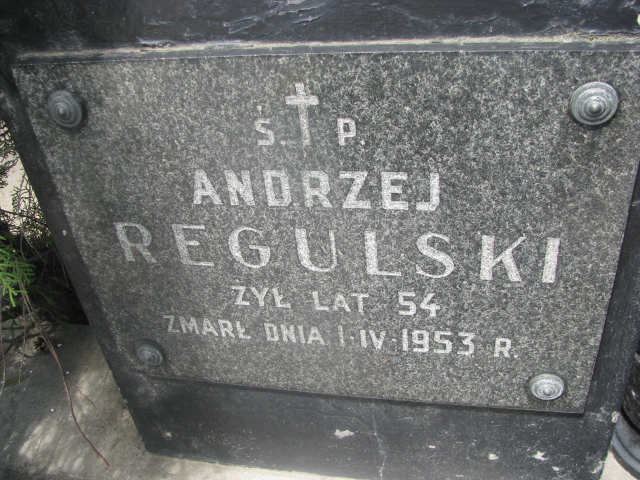 Ś. P.
ANDRZEJ
REGULSKI
ŻYŁ LAT 54
ZMARŁ DNIA 1·IV·1953 R.